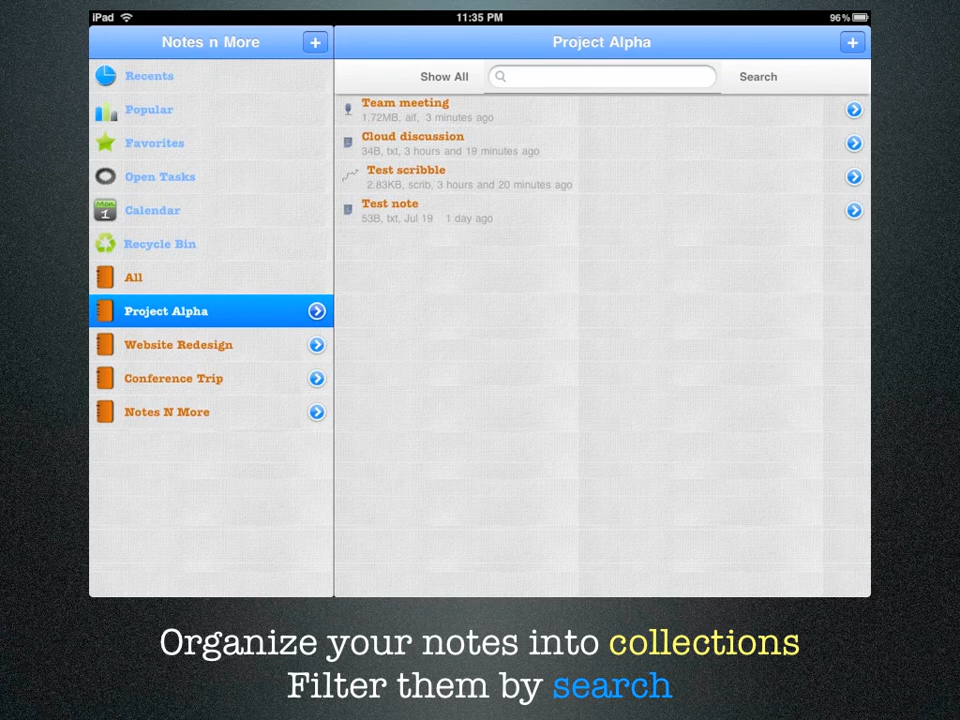 iPad 11:35 PM 96%
Notes n More +
Recents
Popular
Favorites
Open Tasks
Mon
1
Calendar
Recycle Bin
All
Project Alpha
Website Redesign
Conference Trip
Notes N More
Project Alpha +
Show All Search
Team meeting
1.72MB, aif, 3 minutes ago
Cloud discussion
34B, txt, 3 hours and 19 minutes ago
Test scribble
2.83KB, scrib, 3 hours and 20 minutes ago
Test note
53B, txt, Jul 19 1 day ago
Organize your notes into collections
Filter them by search